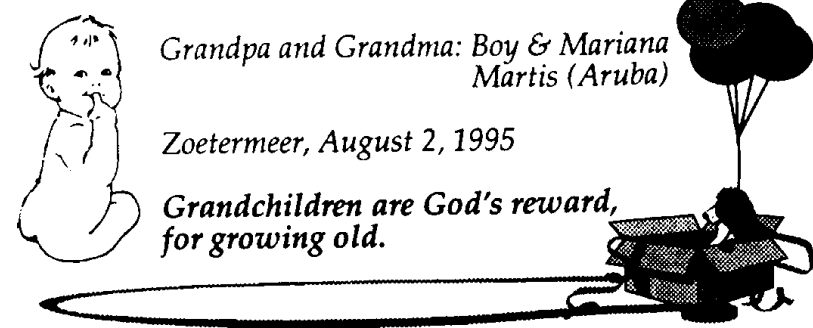 Grandpa and Grandma: Boy & Mariana
Martis (Aruba)
Zoetermeer, August 2, 1995
Grandchildren are God's reward,
for growing old.